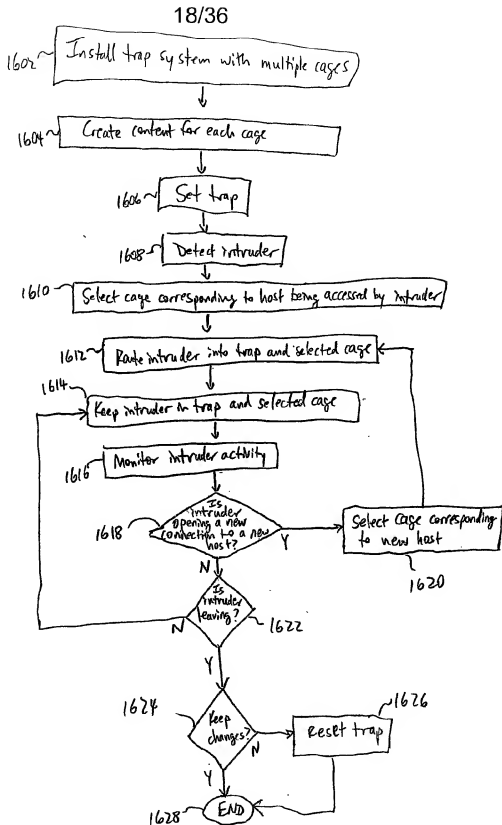 18/36
1602
Install trap system with multiple cages
1604
Create content for each cage
1606
Set trap
1608
Detect intruder
1610
Select cage corresponding to host being accessed by intruder
1612
Route intruder into trap and selected cage
1614
Keep intruder in trap and selected cage
1616
Monitor intruder activity
1618
Is
intruder
opening a new
connection to a new
host?
Y
N
Select cage corresponding
to new host
1620
Is
intruder
leaving?
N
1622
Y
1624
Keep
changes?
N
Y
1626
Reset trap
1628
END